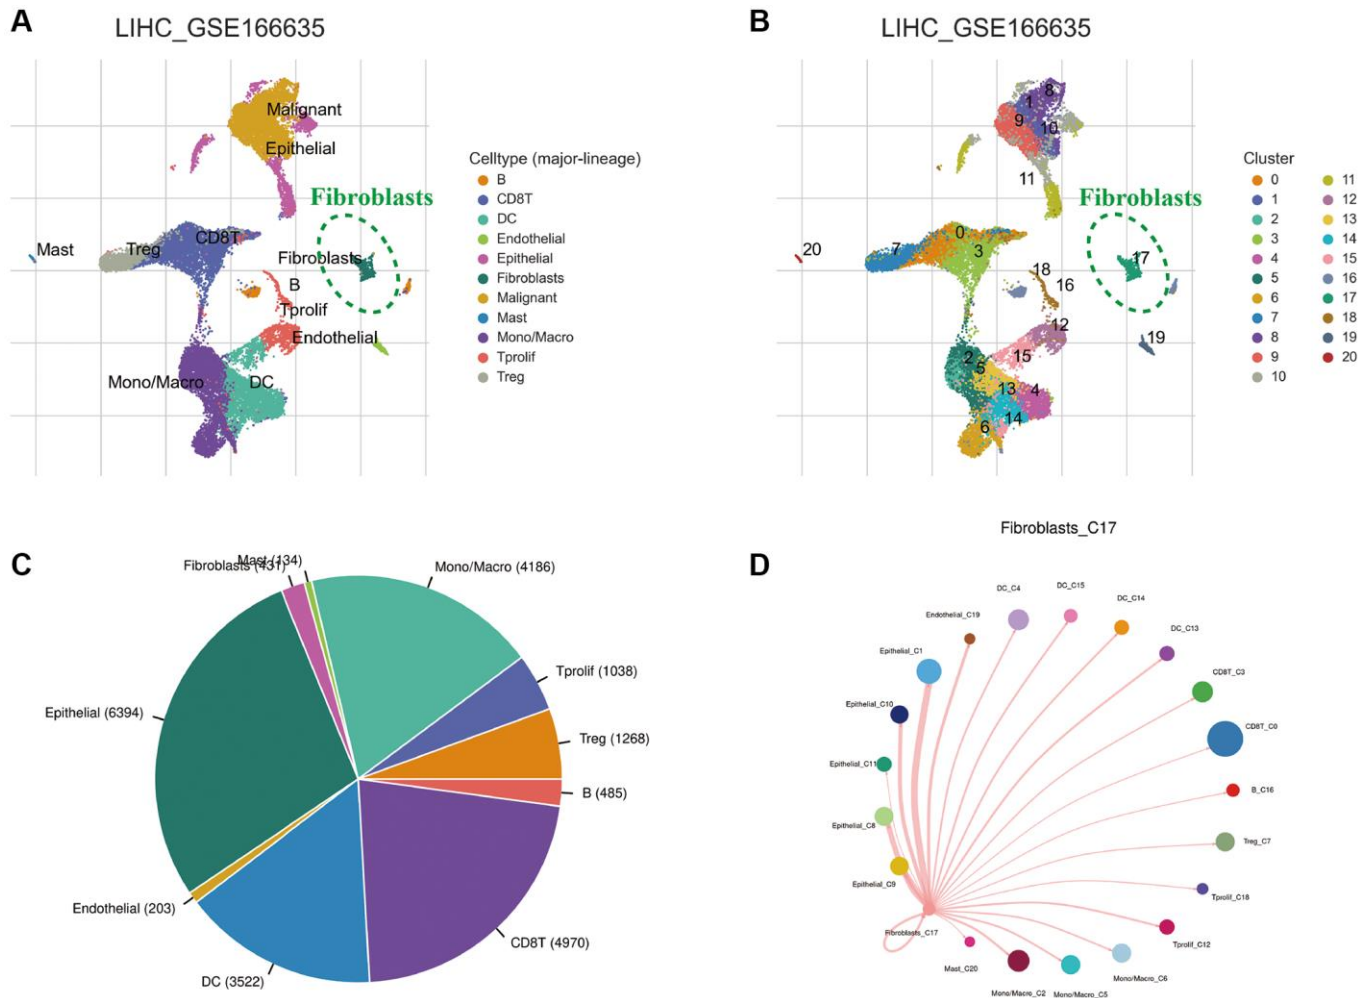 A
LIHC_GSE166635
Malignant
Epithelial
Fibroblasts
Mast
Treg
CD8T
Fibroblasts
B
Tprolif
Endothelial
Mono/Macro
DC
Celltype (major-lineage)
B
CD8T
DC
Endothelial
Epithelial
Fibroblasts
Malignant
Mast
Mono/Macro
Tprolif
Treg
B
LIHC_GSE166635
8
1
9
10
11
Fibroblasts
20
7
0
3
17
18
16
12
19
2
15
5
13
4
14
6
Cluster
0
1
2
3
4
5
6
7
8
9
10
11
12
13
14
15
16
17
18
19
20
C
Mast (134)
Fibroblasts (431)
Mono/Macro (4186)
Tprolif (1038)
Epithelial (6394)
Treg (1268)
B (485)
Endothelial (203)
CD8T (4970)
DC (3522)
D
Fibroblasts_C17
DC_C4
DC_C15
DC_C14
Endothelial_C19
DC_C13
Epithelial_C1
CD8T_C3
Epithelial_C10
CD8T_C0
Epithelial_C11
B_C16
Epithelial_C8
Treg_C7
Epithelial_C9
Tprolif_C18
Fibroblasts_C17
Tprolif_C12
Mast_C20
Mono/Macro_C6
Mono/Macro_C2
Mono/Macro_C5